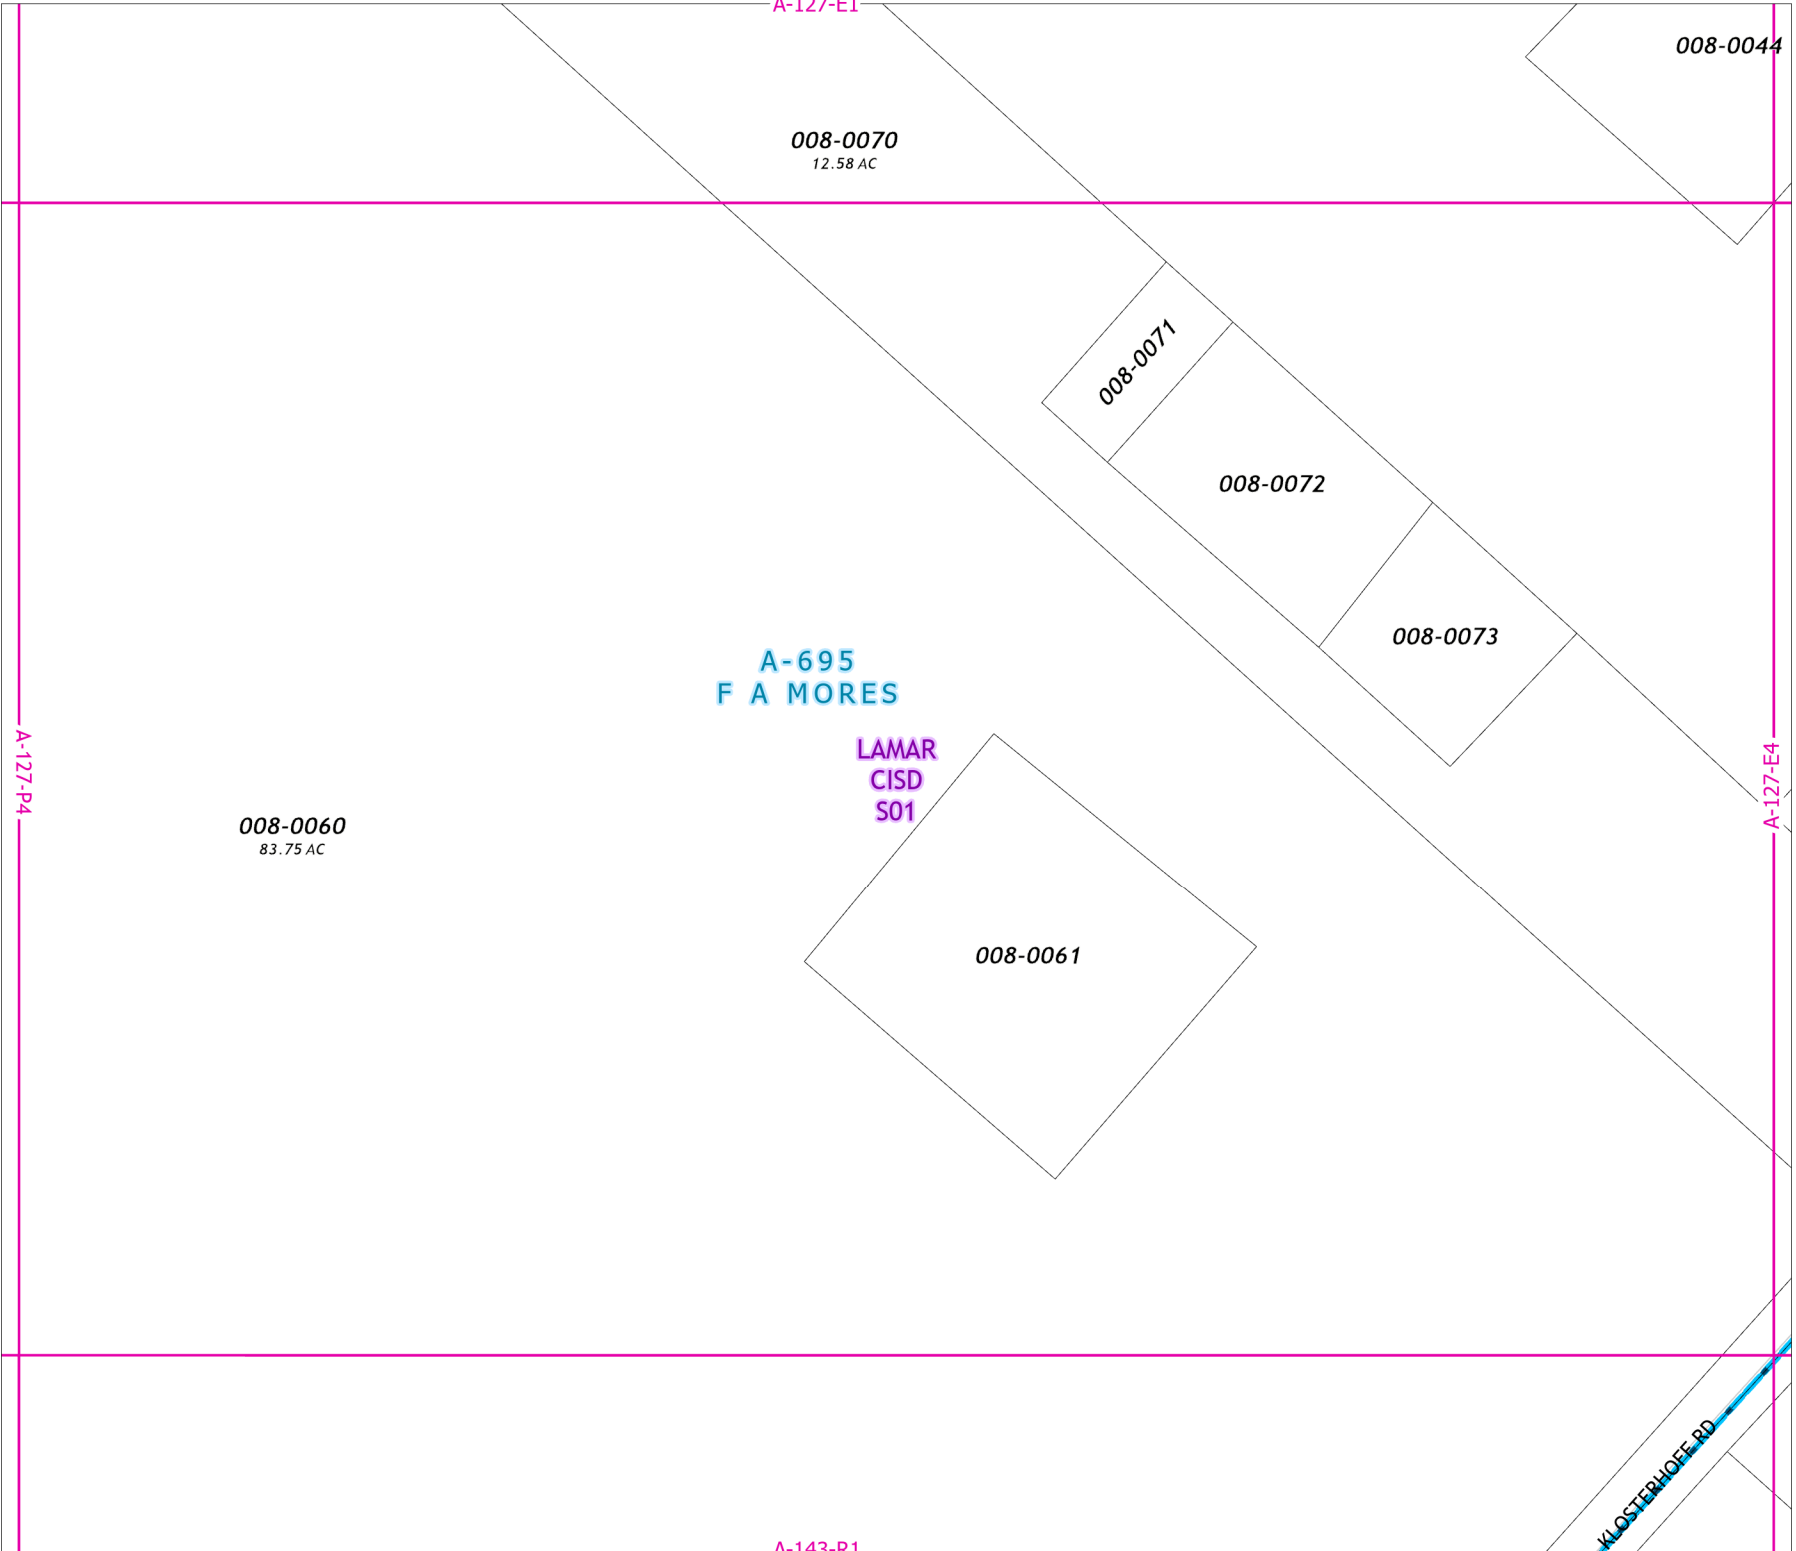 A-127-E1
008-0044
008-0070
12.58 AC
008-0071
008-0072
008-0073
A-695
F A MORES
LAMAR
CISD
S01
A-127-P4
A-127-E4
008-0060
83.75 AC
008-0061
KLOSTERHOFF RD
A-143-R1